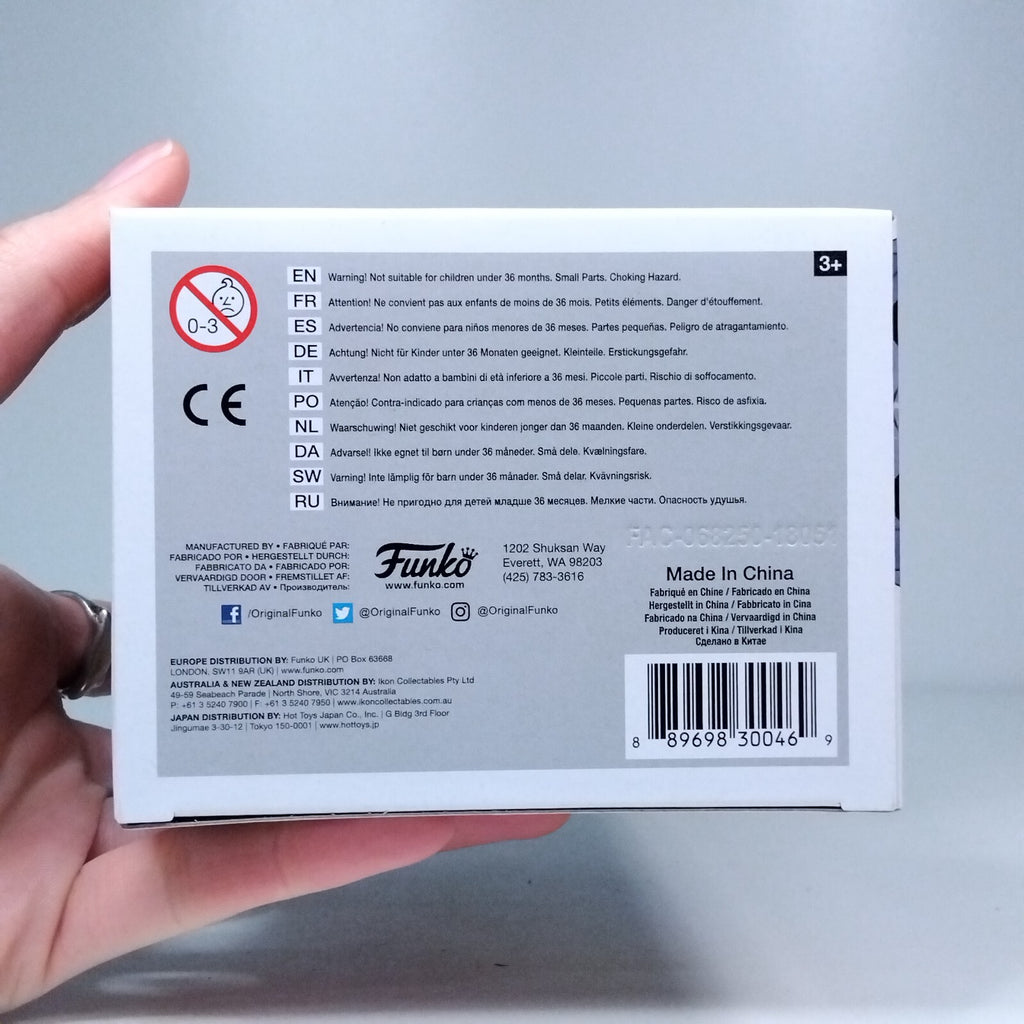 3+
0-3
EN Warning! Not suitable for children under 36 months. Small Parts. Choking Hazard.
FR Attention! Ne convient pas aux enfants de moins de 36 mois. Petits éléments. Danger d'étouffement.
ES Advertencia! No conviene para niños menores de 36 meses. Partes pequeñas. Peligro de atragantamiento.
DE Achtung! Nicht für Kinder unter 36 Monaten geeignet. Kleinteile. Erstickungsgefahr.
IT Avvertenza! Non adatto a bambini di età inferiore a 36 mesi. Piccole parti. Rischio di soffocamento.
PO Atenção! Contra-indicado para crianças com menos de 36 meses. Pequenas partes. Risco de asfixia.
NL Waarschuwing! Niet geschikt voor kinderen jonger dan 36 maanden. Kleine onderdelen. Verstikkingsgevaar.
DA Advarsel! Ikke egnet til børn under 36 måneder. Små dele. Kvælningsfare.
SW Varning! Inte lämplig för barn under 36 månader. Små delar. Kvävningsrisk.
RU Внимание! Не пригодно для детей младше 36 месяцев. Мелкие части. Опасность удушья.
CE
MANUFACTURED BY • FABRIQUÉ PAR:
FABRICADO POR • HERGESTELLT DURCH:
FABBRICATO DA • FABRICADO POR:
VERVAARDIGD DOOR • FREMSTILLET AF:
TILLVERKAD AV • Производитель:
Funko
www.funko.com
1202 Shuksan Way
Everett, WA 98203
(425) 783-3616
/OriginalFunko @OriginalFunko @OriginalFunko
FAC-068250-18051
Made In China
Fabriqué en Chine / Fabricado en China
Hergestellt in China / Fabbricato in Cina
Fabricado na China / Vervaardigd in China
Produceret i Kina / Tillverkad i Kina
Сделано в Китае
EUROPE DISTRIBUTION BY: Funko UK | PO Box 63668
LONDON, SW11 9AR (UK) | www.funko.com
AUSTRALIA & NEW ZEALAND DISTRIBUTION BY: Ikon Collectables Pty Ltd
49-59 Seabeach Parade | North Shore, VIC 3214 Australia
P: +61 3 5240 7900 | F: +61 3 5240 7950 | www.ikoncollectables.com.au
JAPAN DISTRIBUTION BY: Hot Toys Japan Co., Inc. | G Bldg 3rd Floor
Jingumae 3-30-12 | Tokyo 150-0001 | www.hottoys.jp
8 89698 30046 9